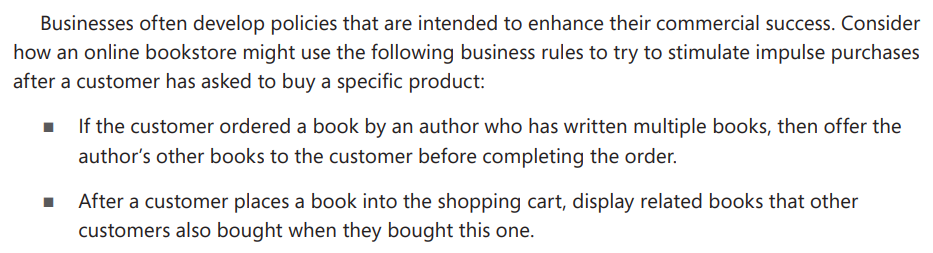 Businesses often develop policies that are intended to enhance their commercial success. Consider
how an online bookstore might use the following business rules to try to stimulate impulse purchases
after a customer has asked to buy a specific product:
■ If the customer ordered a book by an author who has written multiple books, then offer the
author’s other books to the customer before completing the order.
■ After a customer places a book into the shopping cart, display related books that other
customers also bought when they bought this one.